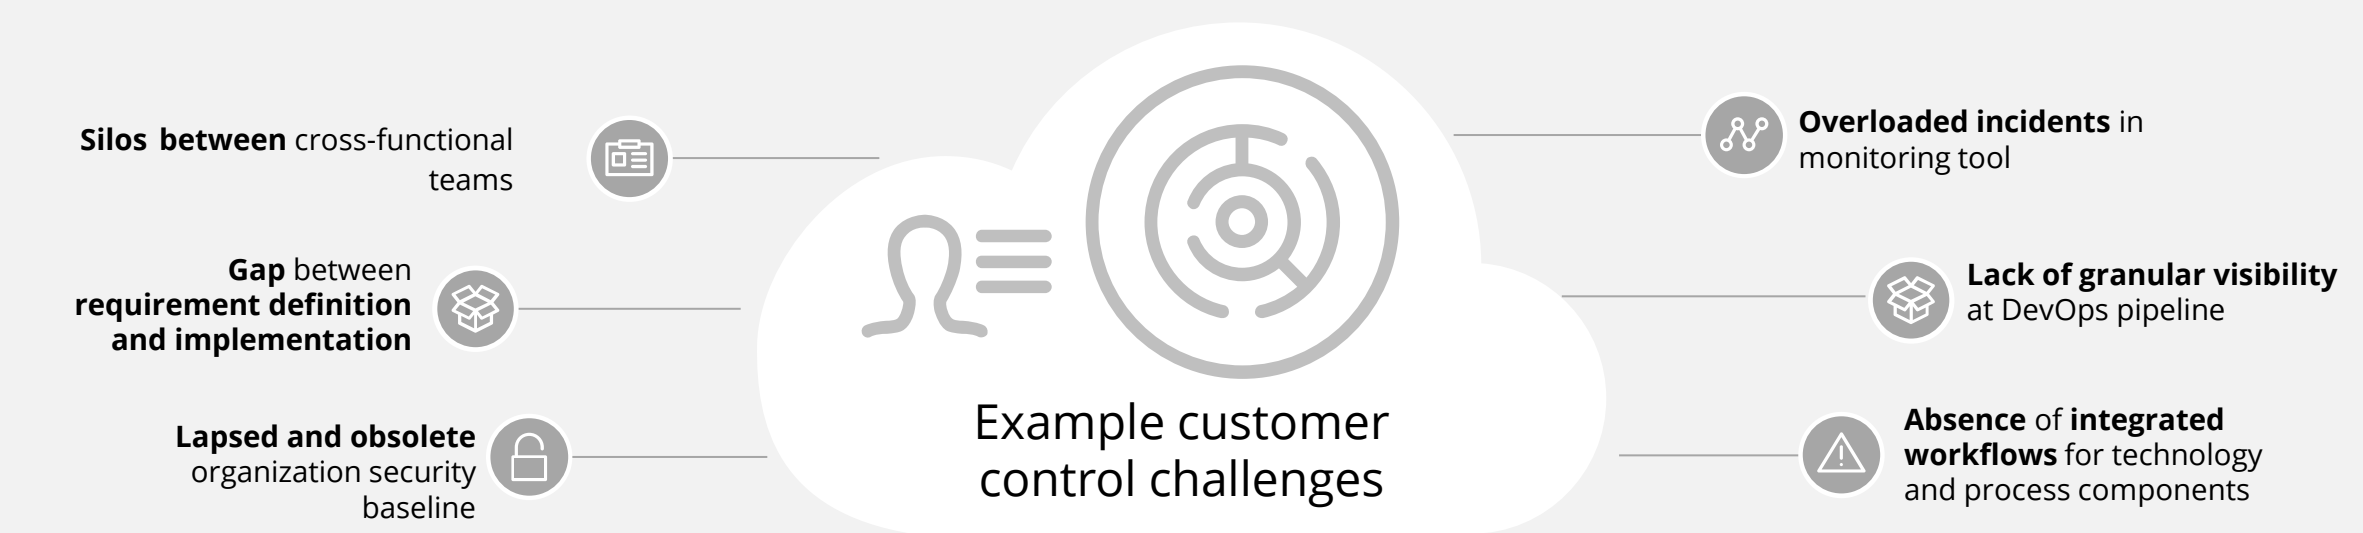 Silos between cross-functional
teams
Gap between
requirement definition
and implementation
Lapsed and obsolete
organization security
baseline
Example customer
control challenges
Overloaded incidents in
monitoring tool
Lack of granular visibility
at DevOps pipeline
Absence of integrated
workflows for technology
and process components